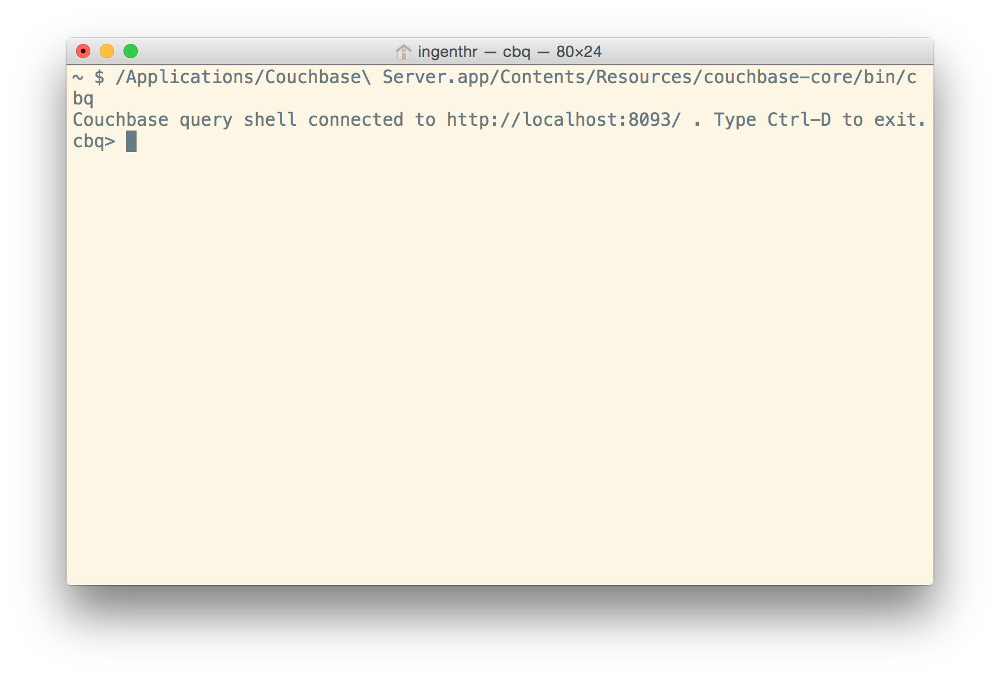 ingenthr — cbq — 80×24
~ $ /Applications/Couchbase\ Server.app/Contents/Resources/couchbase-core/bin/c
bq
Couchbase query shell connected to http://localhost:8093/ . Type Ctrl-D to exit.
cbq>